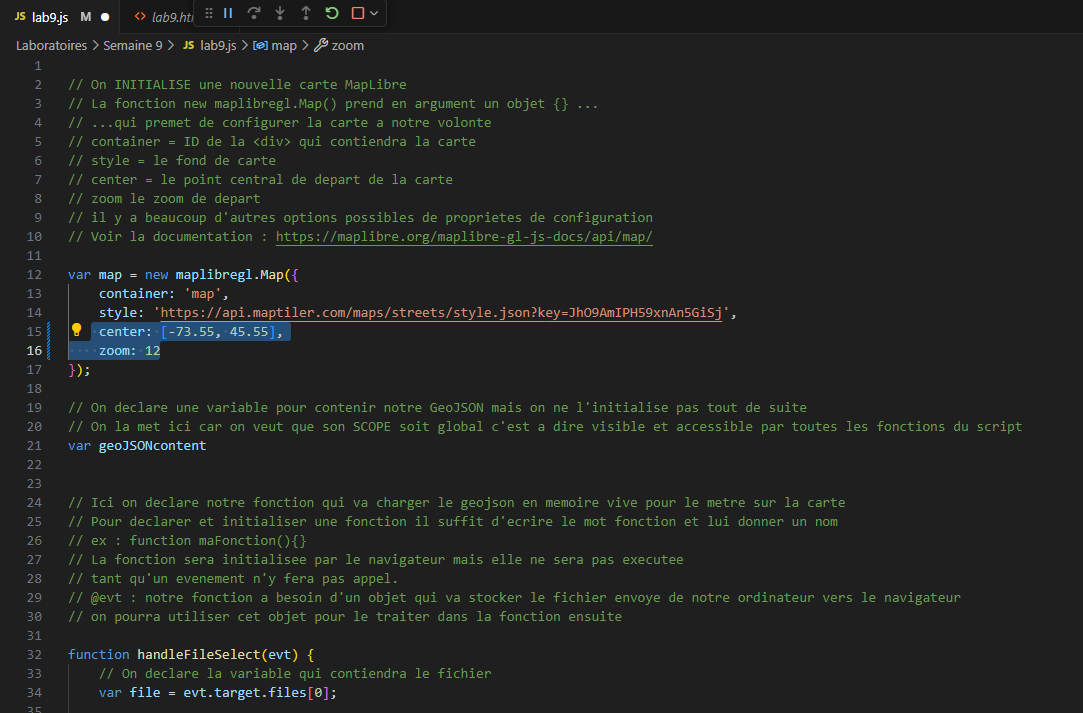 JS lab9.js M
lab9.ht
Laboratoires > Semaine 9 > JS lab9.js > map > zoom
1
2 // On INITIALISE une nouvelle carte MapLibre
3 // La fonction new maplibregl.Map() prend en argument un objet {} ...
4 // ...qui premet de configurer la carte a notre volonte
5 // container = ID de la <div> qui contiendra la carte
6 // style = le fond de carte
7 // center = le point central de depart de la carte
8 // zoom le zoom de depart
9 // il y a beaucoup d'autres options possibles de proprietes de configuration
10 // Voir la documentation : https://maplibre.org/maplibre-gl-js-docs/api/map/
11
12 var map = new maplibregl.Map({
13 container: 'map',
14 style: 'https://api.maptiler.com/maps/streets/style.json?key=JhO9AmIPH59xnAn5GiSj',
15 center: [-73.55, 45.55],
16 zoom: 12
17 });
18
19 // On declare une variable pour contenir notre GeoJSON mais on ne l'initialise pas tout de suite
20 // On la met ici car on veut que son SCOPE soit global c'est a dire visible et accessible par toutes les fonctions du script
21 var geoJSONcontent
22
23
24 // Ici on declare notre fonction qui va charger le geojson en memoire vive pour le metre sur la carte
25 // Pour declarer et initialiser une fonction il suffit d'ecrire le mot fonction et lui donner un nom
26 // ex : function maFonction(){}
27 // La fonction sera initialisee par le navigateur mais elle ne sera pas executee
28 // tant qu'un evenement n'y fera pas appel.
29 // @evt : notre fonction a besoin d'un objet qui va stocker le fichier envoye de notre ordinateur vers le navigateur
30 // on pourra utiliser cet objet pour le traiter dans la fonction ensuite
31
32 function handleFileSelect(evt) {
33 // On declare la variable qui contiendra le fichier
34 var file = evt.target.files[0];
35